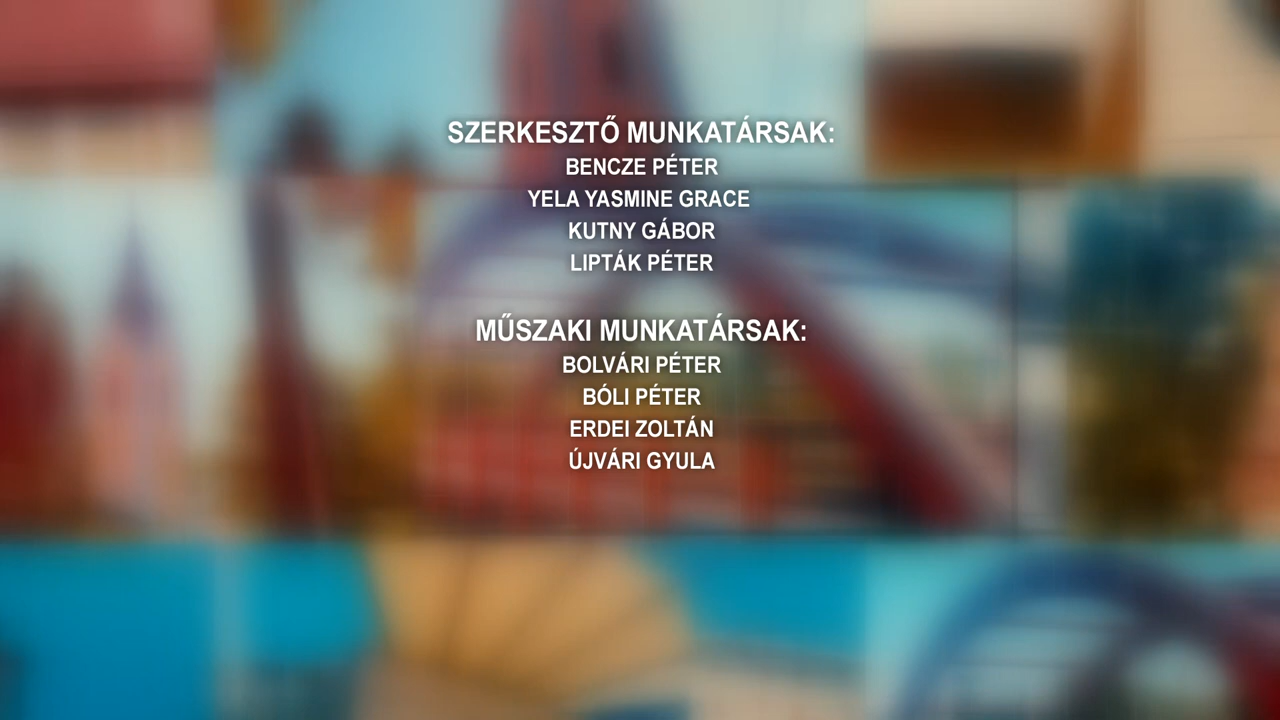 SZERKESZTŐ MUNKATÁRSAK:
BENCZE PÉTER
YELA YASMINE GRACE
KUTNY GÁBOR
LIPTÁK PÉTER
MŰSZAKI MUNKATÁRSAK:
BOLVÁRI PÉTER
BÓLI PÉTER
ERDEI ZOLTÁN
ÚJVÁRI GYULA